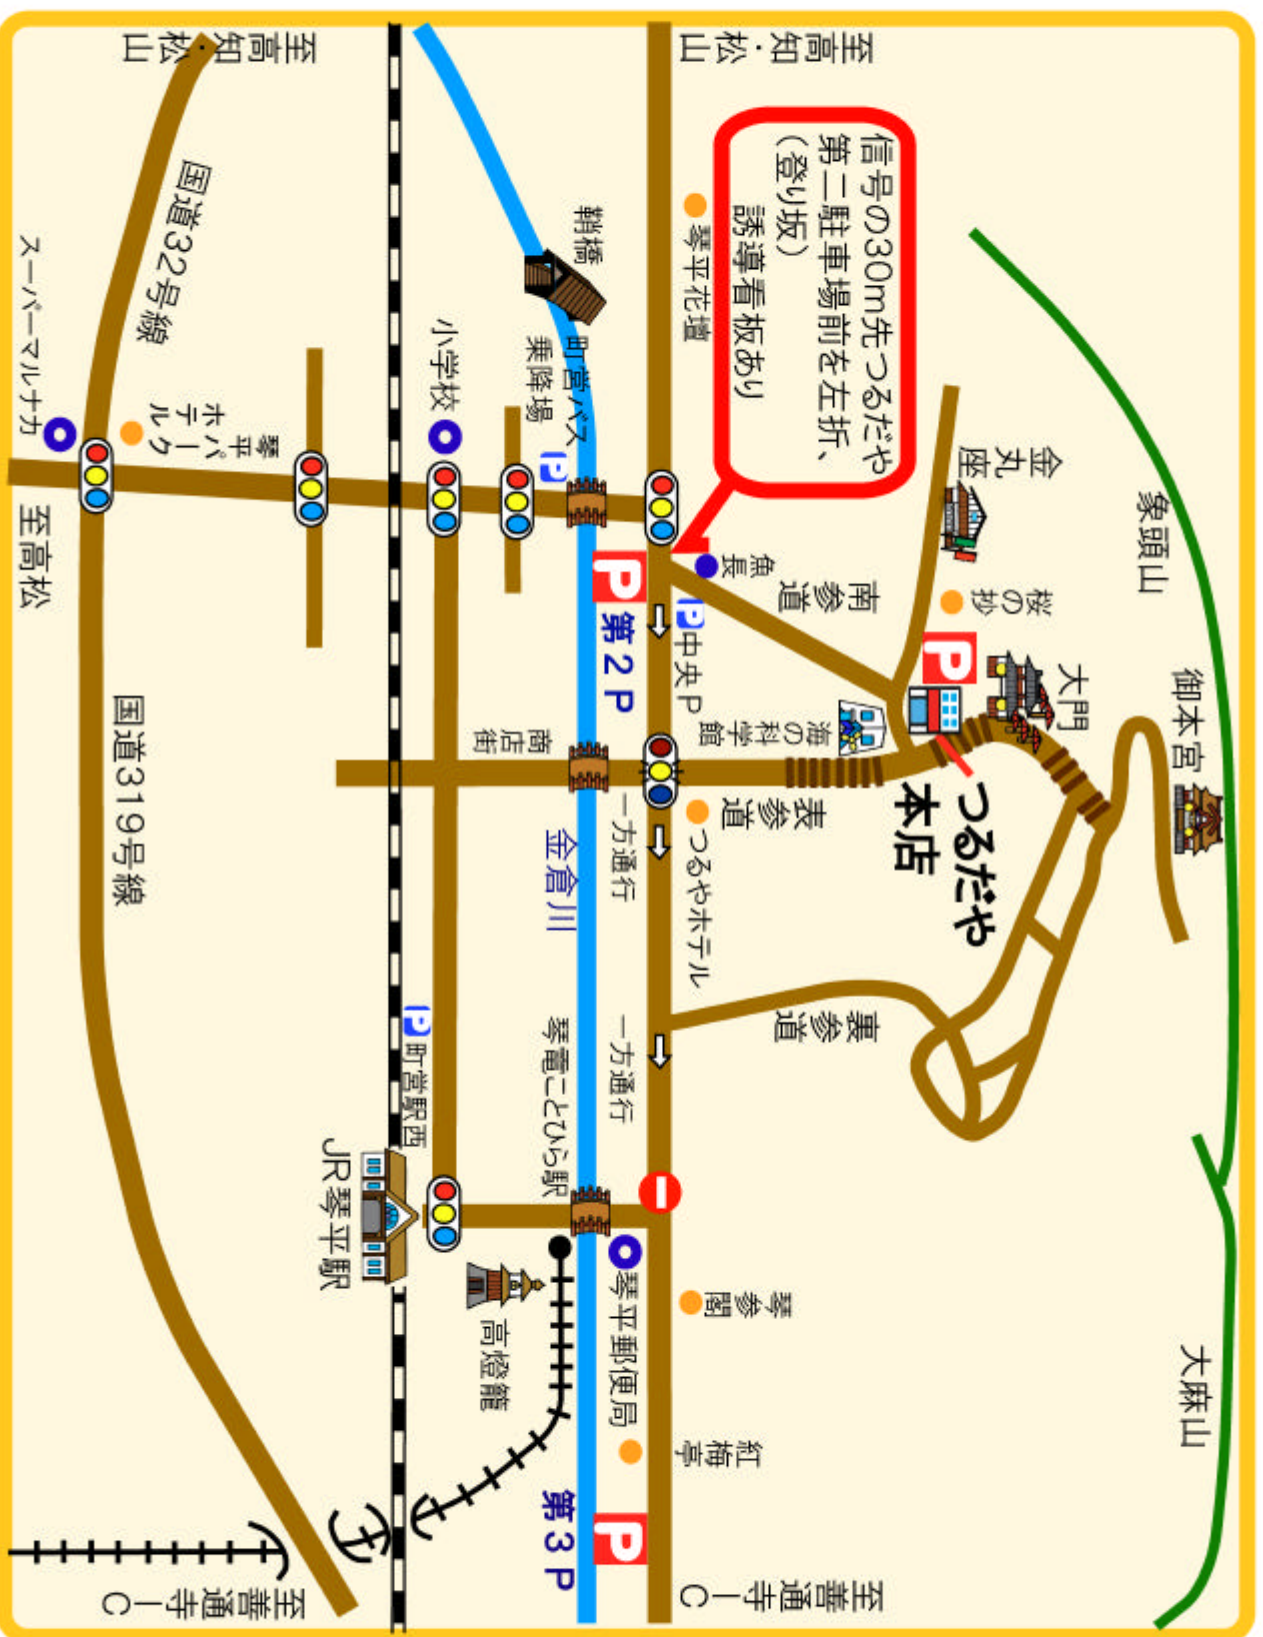 象頭山
御本宮
大麻山
金丸座
桜の抄
大門
つるだや
本店
P
信号の30m先つるだや
第二駐車場前を左折、
（登り坂）
誘導看板あり
南参道
魚長
海の科学館
表参道
裏参道
至高知・松山
琴平花壇
P
中央P
つるやホテル
琴参閣
紅梅亭
至善通寺IC
P
第2P
一方通行
一方通行
琴平郵便局
P
第3P
鞘橋
町営バス
乗降場
P
商店街
金倉川
琴電ことひら駅
高燈籠
小学校
P
町営駅西
JR琴平駅
至高知・松山
国道32号線
琴平パークホテル
スーパーマルナカ
至高松
国道319号線
至善通寺IC